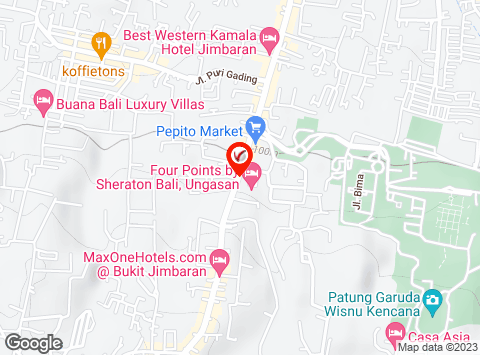 Best Western Kamala
Hotel Jimbaran
koffietons
Jl. Puri Gading
Buana Bali Luxury Villas
Pepito Market
Four Points by
Sheraton Bali, Ungasan
Jl. Bima
MaxOneHotels.com
@ Bukit Jimbaran
Patung Garuda
Wisnu Kencana
Casa Asia
Google
Map data ©2023